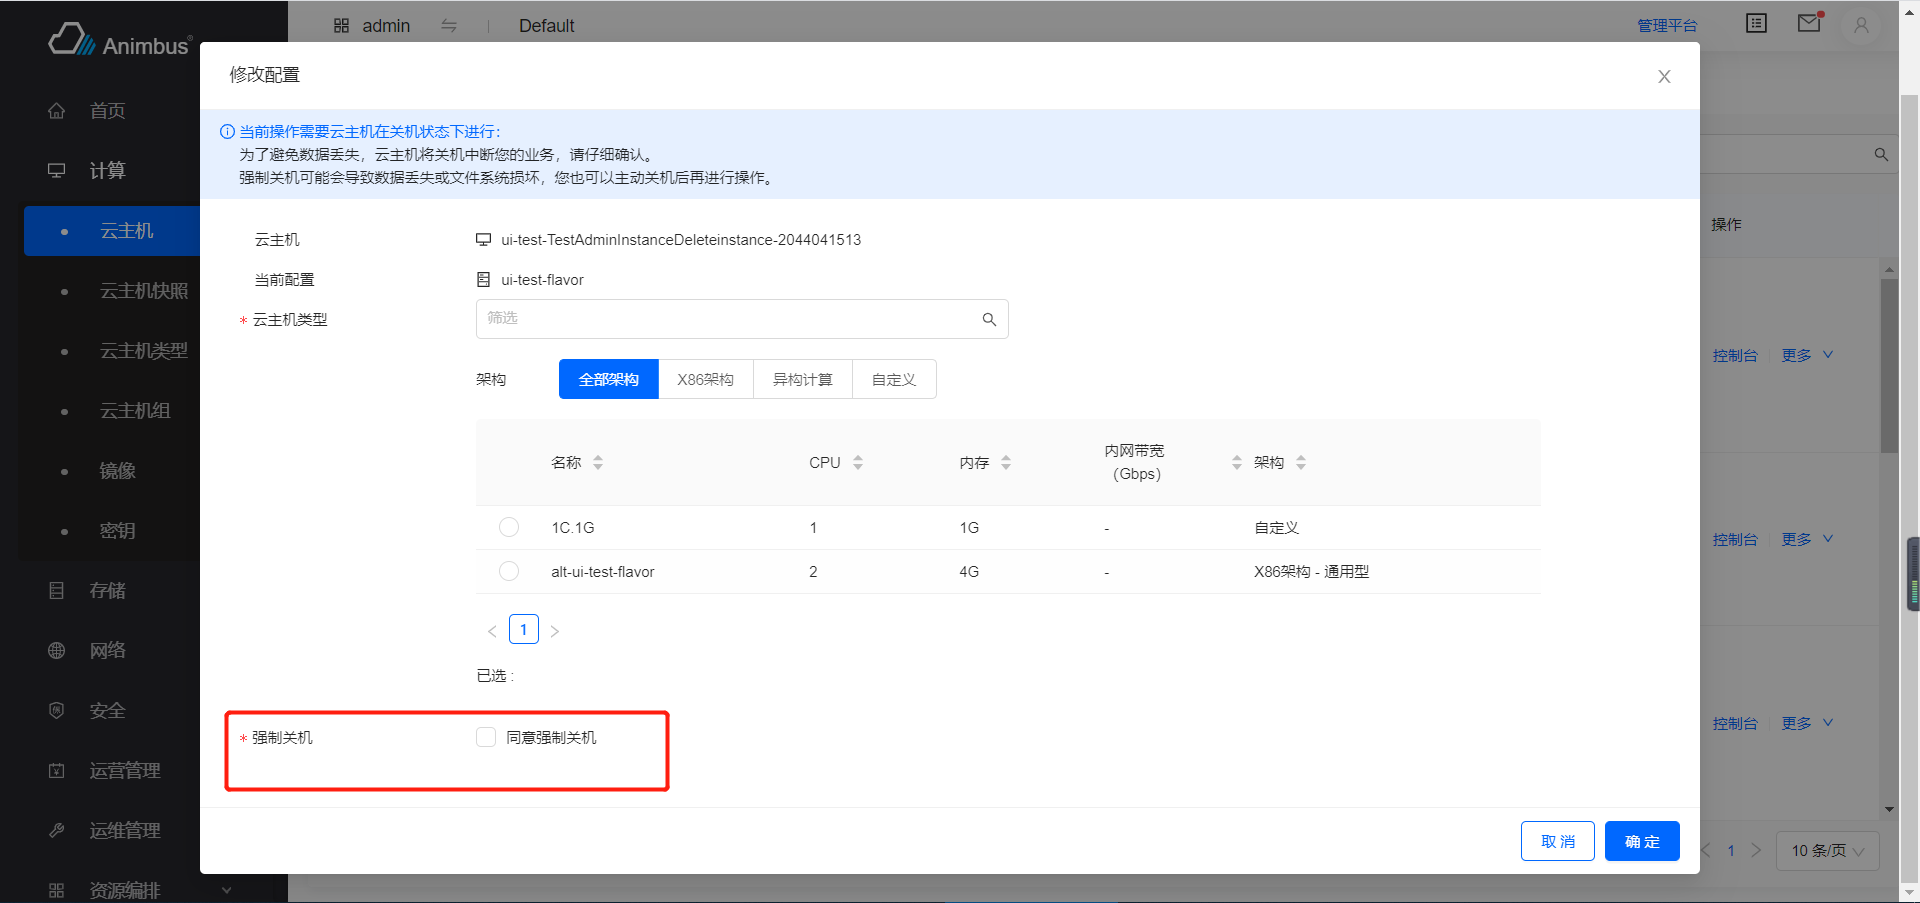 Animbus®
admin
Default
管理平台
首页
计算
云主机
云主机快照
云主机类型
云主机组
镜像
密钥
存储
网络
安全
运营管理
运维管理
资源编排
修改配置
当前操作需要云主机在关机状态下进行：
为了避免数据丢失，云主机将关机中断您的业务，请仔细确认。
强制关机可能会导致数据丢失或文件系统损坏，您也可以主动关机后再进行操作。
云主机 ui-test-TestAdminInstanceDeleteinstance-2044041513
当前配置 ui-test-flavor
* 云主机类型 筛选
架构 全部架构 X86架构 异构计算 自定义
名称 CPU 内存 内网带宽 (Gbps) 架构
1C.1G 1 1G - 自定义
alt-ui-test-flavor 2 4G - X86架构 - 通用型
< 1 >
已选 :
* 强制关机 同意强制关机
取 消 确 定
操作
控制台 更多
控制台 更多
控制台 更多
< 1 > 10 条/页